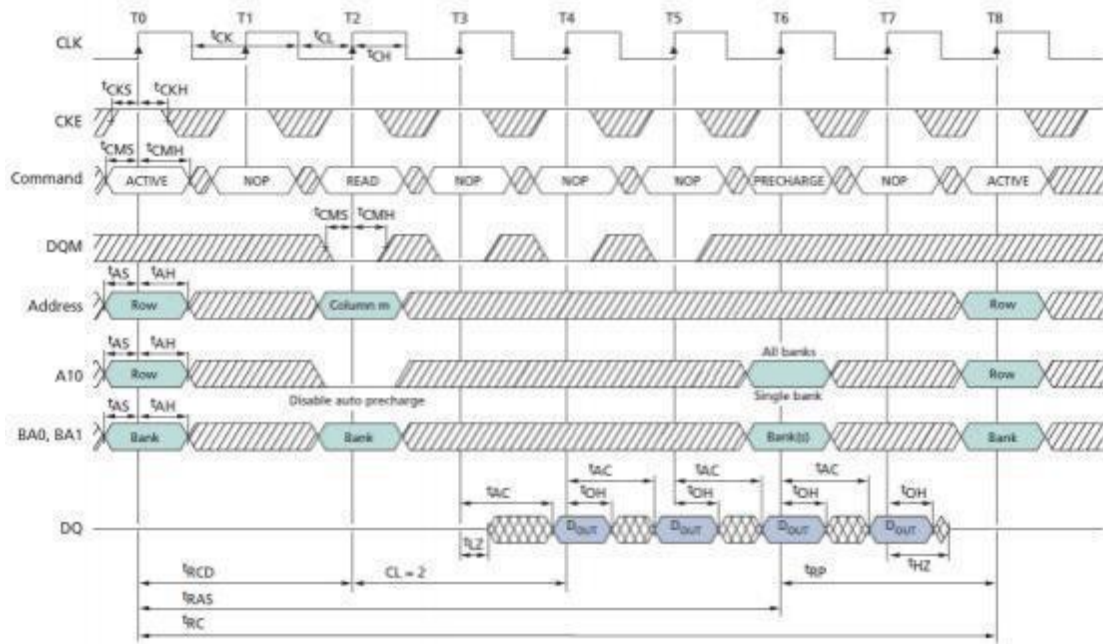 T0 T1 T2 T3 T4 T5 T6 T7 T8
CLK tCK tCL tCH
tCKS tCKH
CKE
tCMS tCMH
Command ACTIVE NOP READ NOP NOP NOP PRECHARGE NOP ACTIVE
tCMS tCMH
DQM
tAS tAH
Address Row Column m Row
tAS tAH All banks
A10 Row Row
Disable auto precharge Single bank
tAS tAH
BA0, BA1 Bank Bank Bank(s) Bank
tAC tAC tAC tAC
tOH tOH tOH tOH
DQ DOUT DOUT DOUT DOUT
tLZ tHZ
tRCD CL = 2 tRP
tRAS
tRC